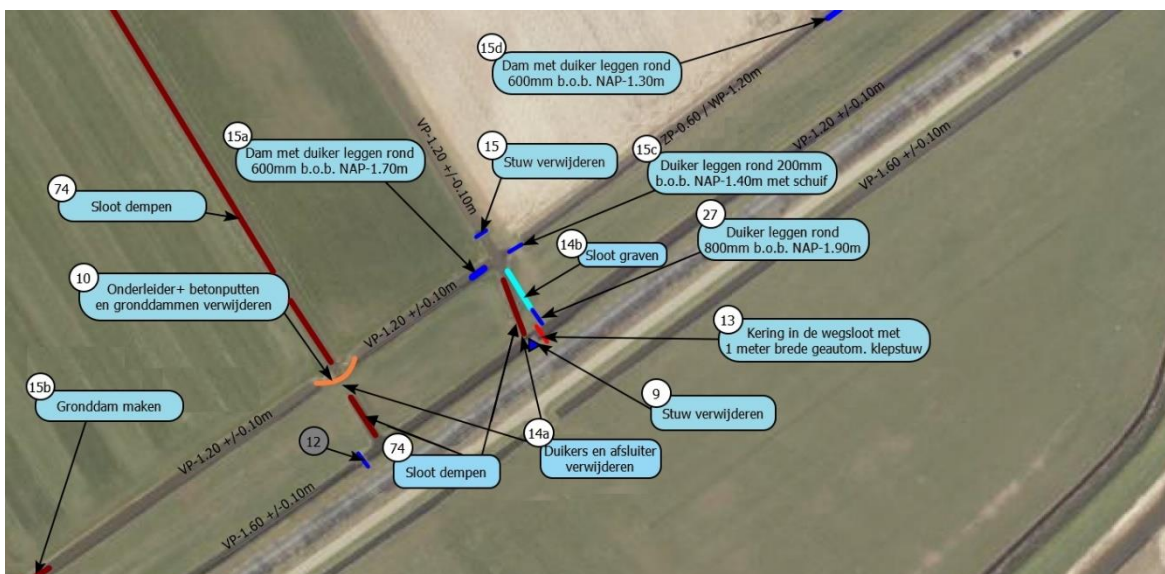 15d
Dam met duiker leggen rond
600mm b.o.b. NAP-1.30m
ZP-0.60 / WP-1.20m
VP-1.20 +/-0.10m
VP-1.60 +/-0.10m
15a
Dam met duiker leggen rond
600mm b.o.b. NAP-1.70m
VP-1.20 +/-0.10m
15
Stuw verwijderen
15c
Duiker leggen rond 200mm
b.o.b. NAP-1.40m met schuif
74
Sloot dempen
27
Duiker leggen rond
800mm b.o.b. NAP-1.90m
14b
Sloot graven
10
Onderleider+ betonputten
en gronddammen verwijderen
VP-1.20 +/-0.10m
13
Kering in de wegsloot met
1 meter brede geautom. klepstuw
15b
Gronddam maken
9
Stuw verwijderen
VP-1.20 +/-0.10m
12
74
Sloot dempen
14a
Duikers en afsluiter
verwijderen
VP-1.60 +/-0.10m